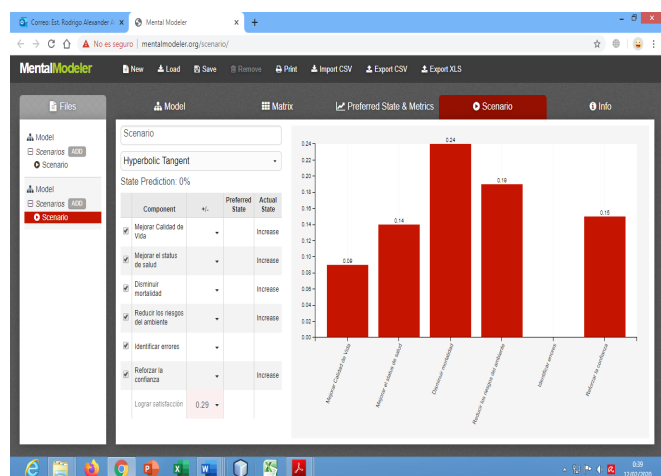 Correo: Est. Rodrigo Alexander
Mental Modeler
No es seguro | mentalmodeler.org/scenario/
MentalModeler
New
Load
Save
Remove
Print
Import CSV
Export CSV
Export XLS
Files
Model
Matrix
Preferred State & Metrics
Scenario
Info
Model
Scenarios ADD
Scenario
Model
Scenarios ADD
Scenario
Scenario
Hyperbolic Tangent
State Prediction: 0%
Component +/- Preferred State Actual State
Mejorar Calidad de Vida Increase
Mejorar el status de salud Increase
Disminuir mortalidad Increase
Reducir los riesgos del ambiente Increase
Identificar errores
Reforzar la confianza Increase
Lograr satisfacción 0.29
0.24
0.22
0.20
0.18
0.16
0.14
0.12
0.10
0.08
0.06
0.04
0.02
0.00
0.09
0.14
0.24
0.19
0.15
Mejorar Calidad de Vida
Mejorar el status de salud
Disminuir mortalidad
Reducir los riesgos del ambiente
Identificar errores
Reforzar la confianza
0:39
12/02/2020